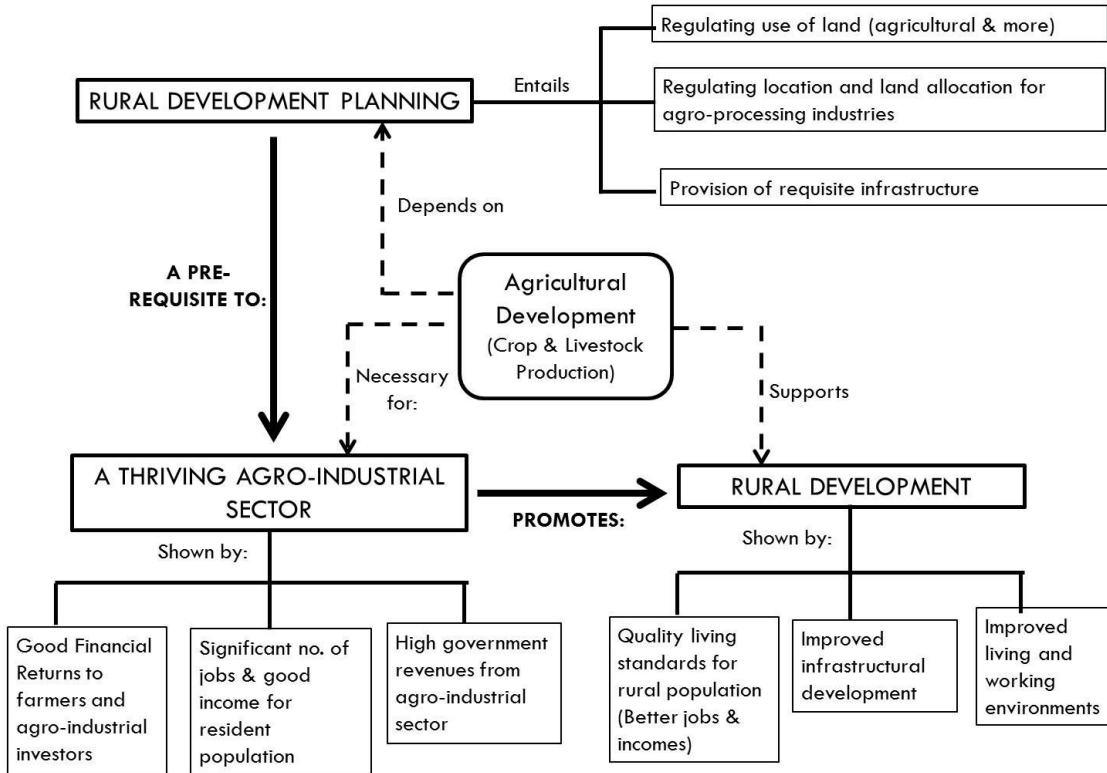 Regulating use of land (agricultural & more)
RURAL DEVELOPMENT PLANNING
Entails
Regulating location and land allocation for
agro-processing industries
Provision of requisite infrastructure
Depends on
A PRE-
REQUISITE TO:
Agricultural
Development
(Crop & Livestock
Production)
Necessary
for:
Supports
A THRIVING AGRO-INDUSTRIAL
SECTOR
PROMOTES:
RURAL DEVELOPMENT
Shown by:
Good Financial
Returns to
farmers and
agro-industrial
investors
Significant no. of
jobs & good
income for
resident
population
High government
revenues from
agro-industrial
sector
Shown by:
Quality living
standards for
rural population
(Better jobs &
incomes)
Improved
infrastructural
development
Improved
living and
working
environments